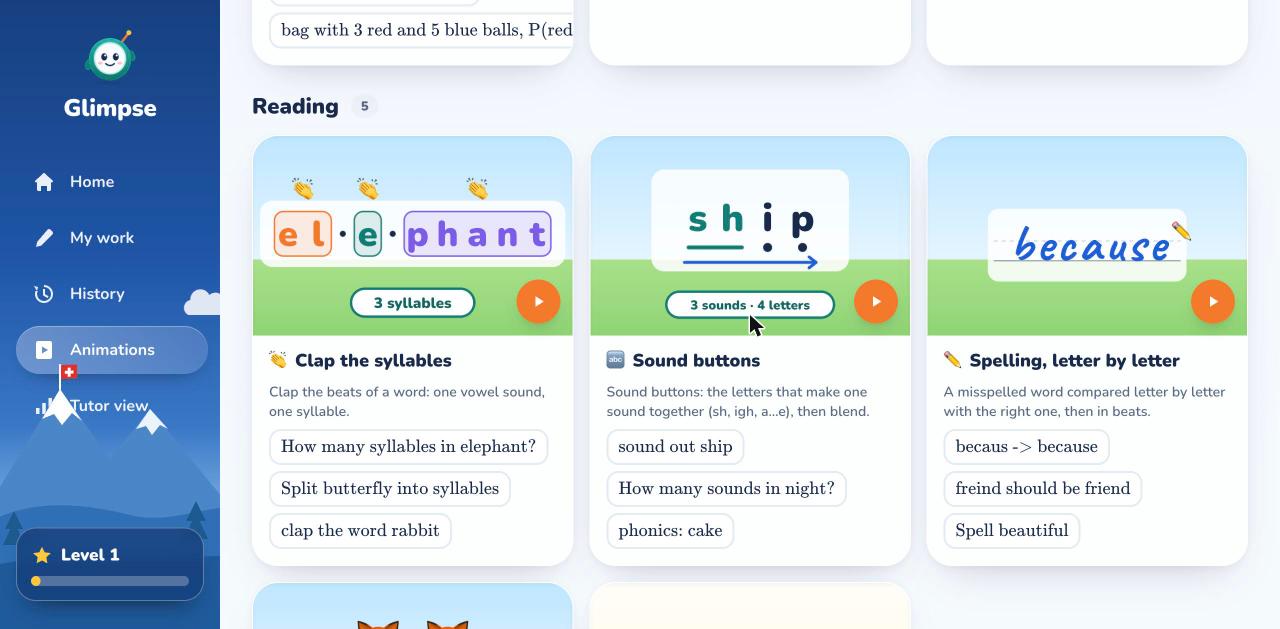 bag with 3 red and 5 blue balls, P(red
Glimpse
Home
My work
History
Animations
Tutor view
Level 1
Reading 5
el·e·phant
3 syllables
Clap the syllables
Clap the beats of a word: one vowel sound,
one syllable.
How many syllables in elephant?
Split butterfly into syllables
clap the word rabbit
ship
3 sounds · 4 letters
abc
Sound buttons
Sound buttons: the letters that make one
sound together (sh, igh, a...e), then blend.
sound out ship
How many sounds in night?
phonics: cake
because
Spelling, letter by letter
A misspelled word compared letter by letter
with the right one, then in beats.
becaus -> because
freind should be friend
Spell beautiful